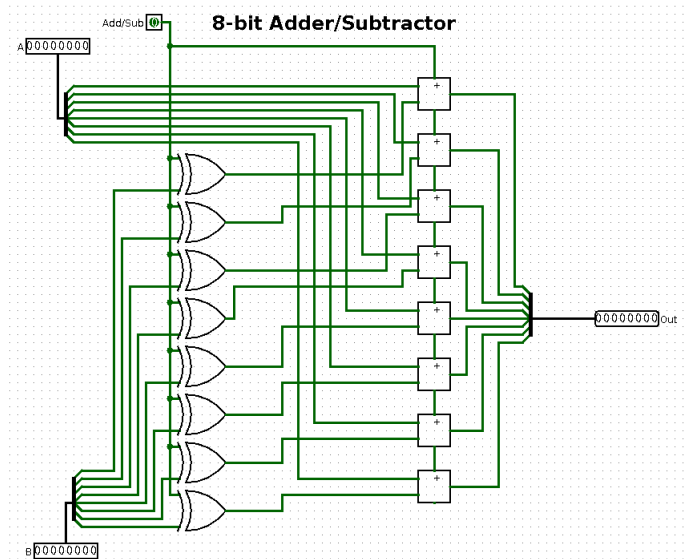 8-bit Adder/Subtractor
Add/Sub 0
A 00000000
+
+
+
+
+
+
+
+
00000000 Out
B 00000000